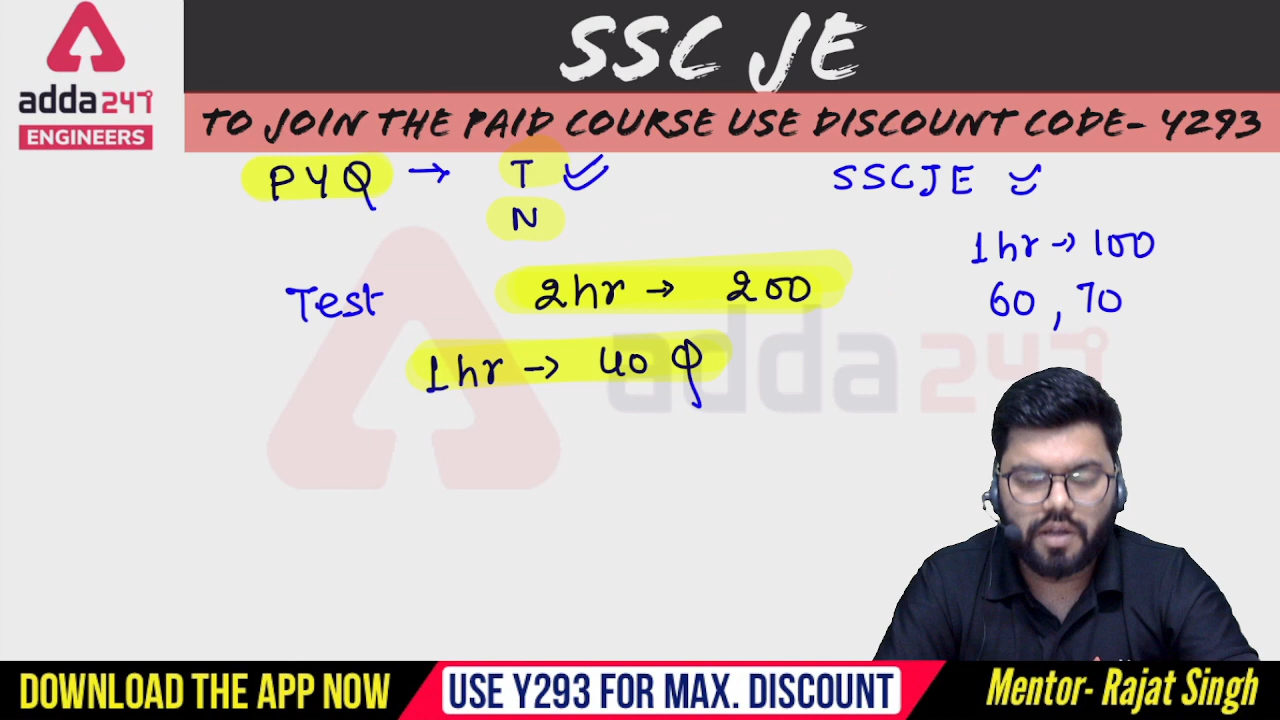 SSC JE
adda247
ENGINEERS
TO JOIN THE PAID COURSE USE DISCOUNT CODE- Y293
PYQ → T
N
SSCJE
1hr → 100
60, 70
Test
2hr → 200
1hr → 40 Q
adda247
DOWNLOAD THE APP NOW
USE Y293 FOR MAX. DISCOUNT
Mentor- Rajat Singh